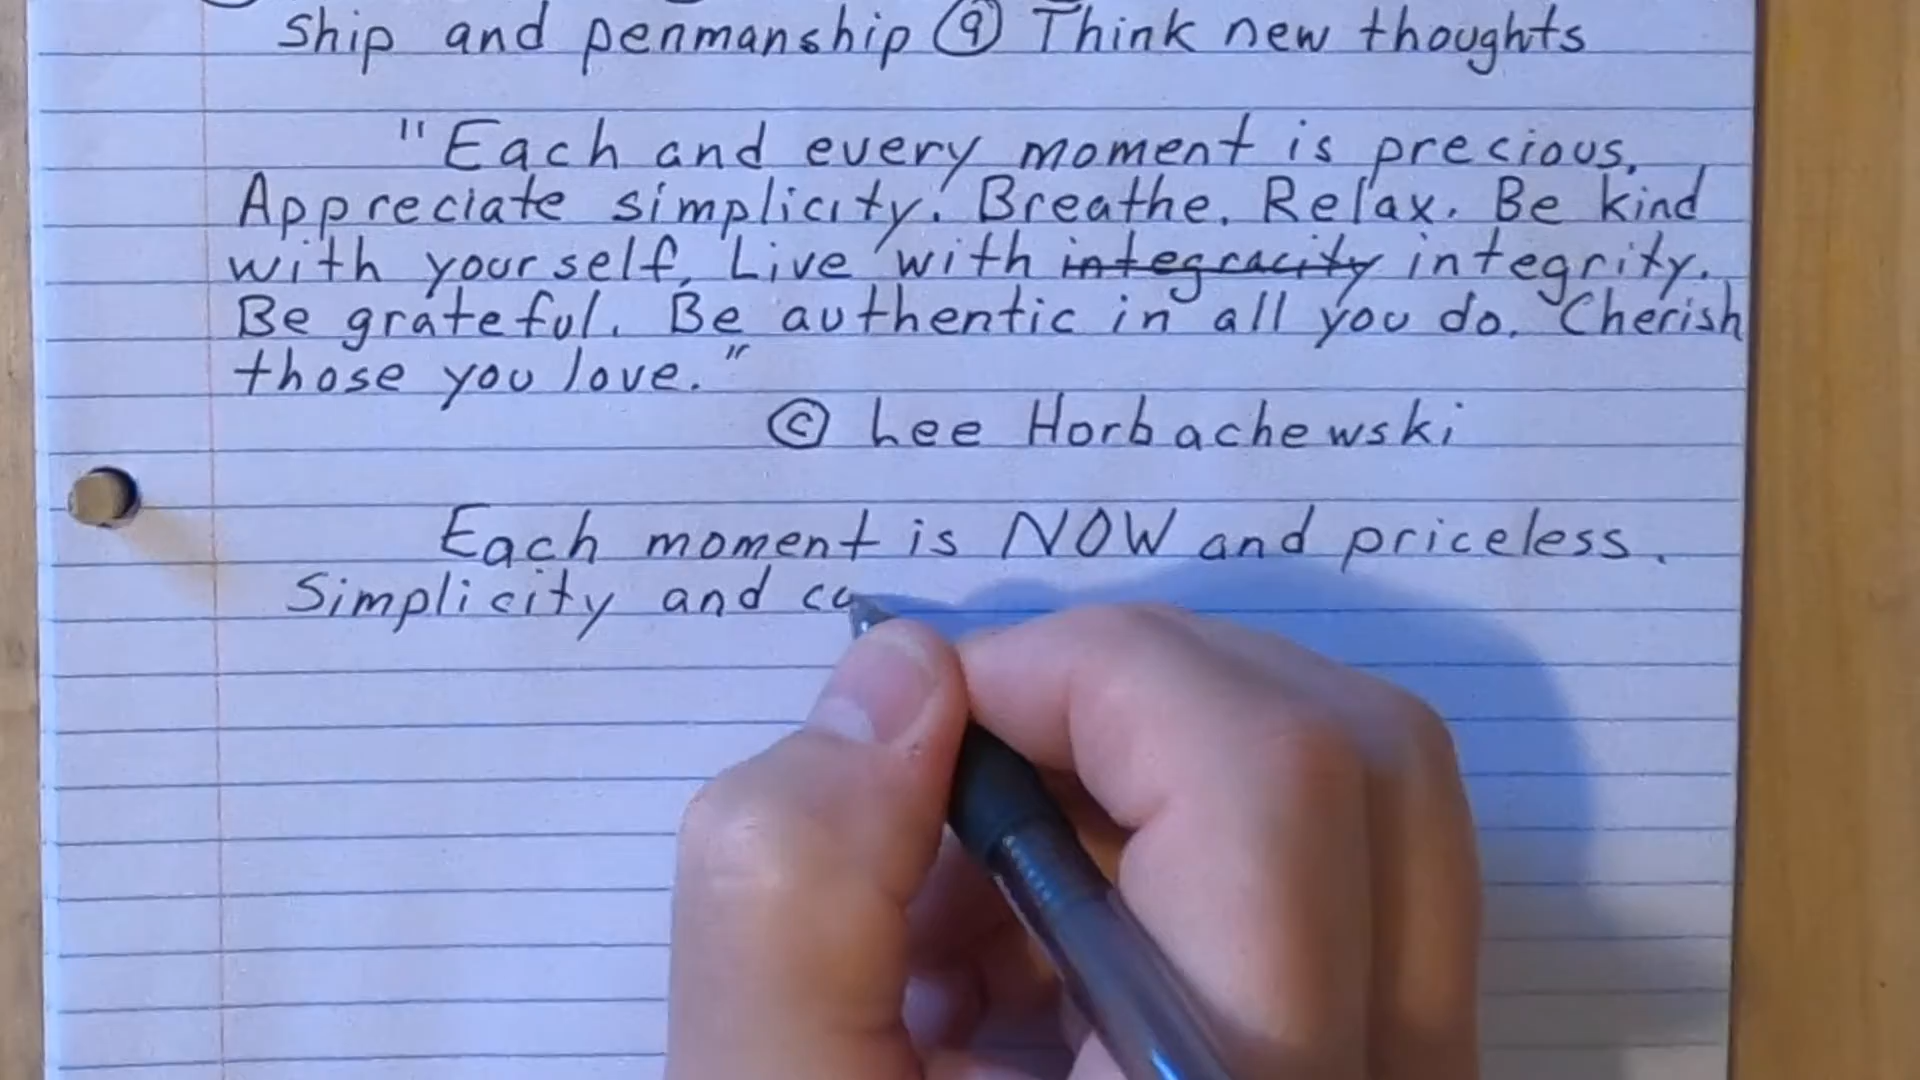 ship and penmanship ⑨ Think new thoughts
"Each and every moment is precious.
Appreciate simplicity. Breathe. Relax. Be kind
with yourself. Live with integracity integrity.
Be grateful. Be authentic in all you do. Cherish
those you love."
© Lee Horbachewski
Each moment is NOW and priceless.
Simplicity and